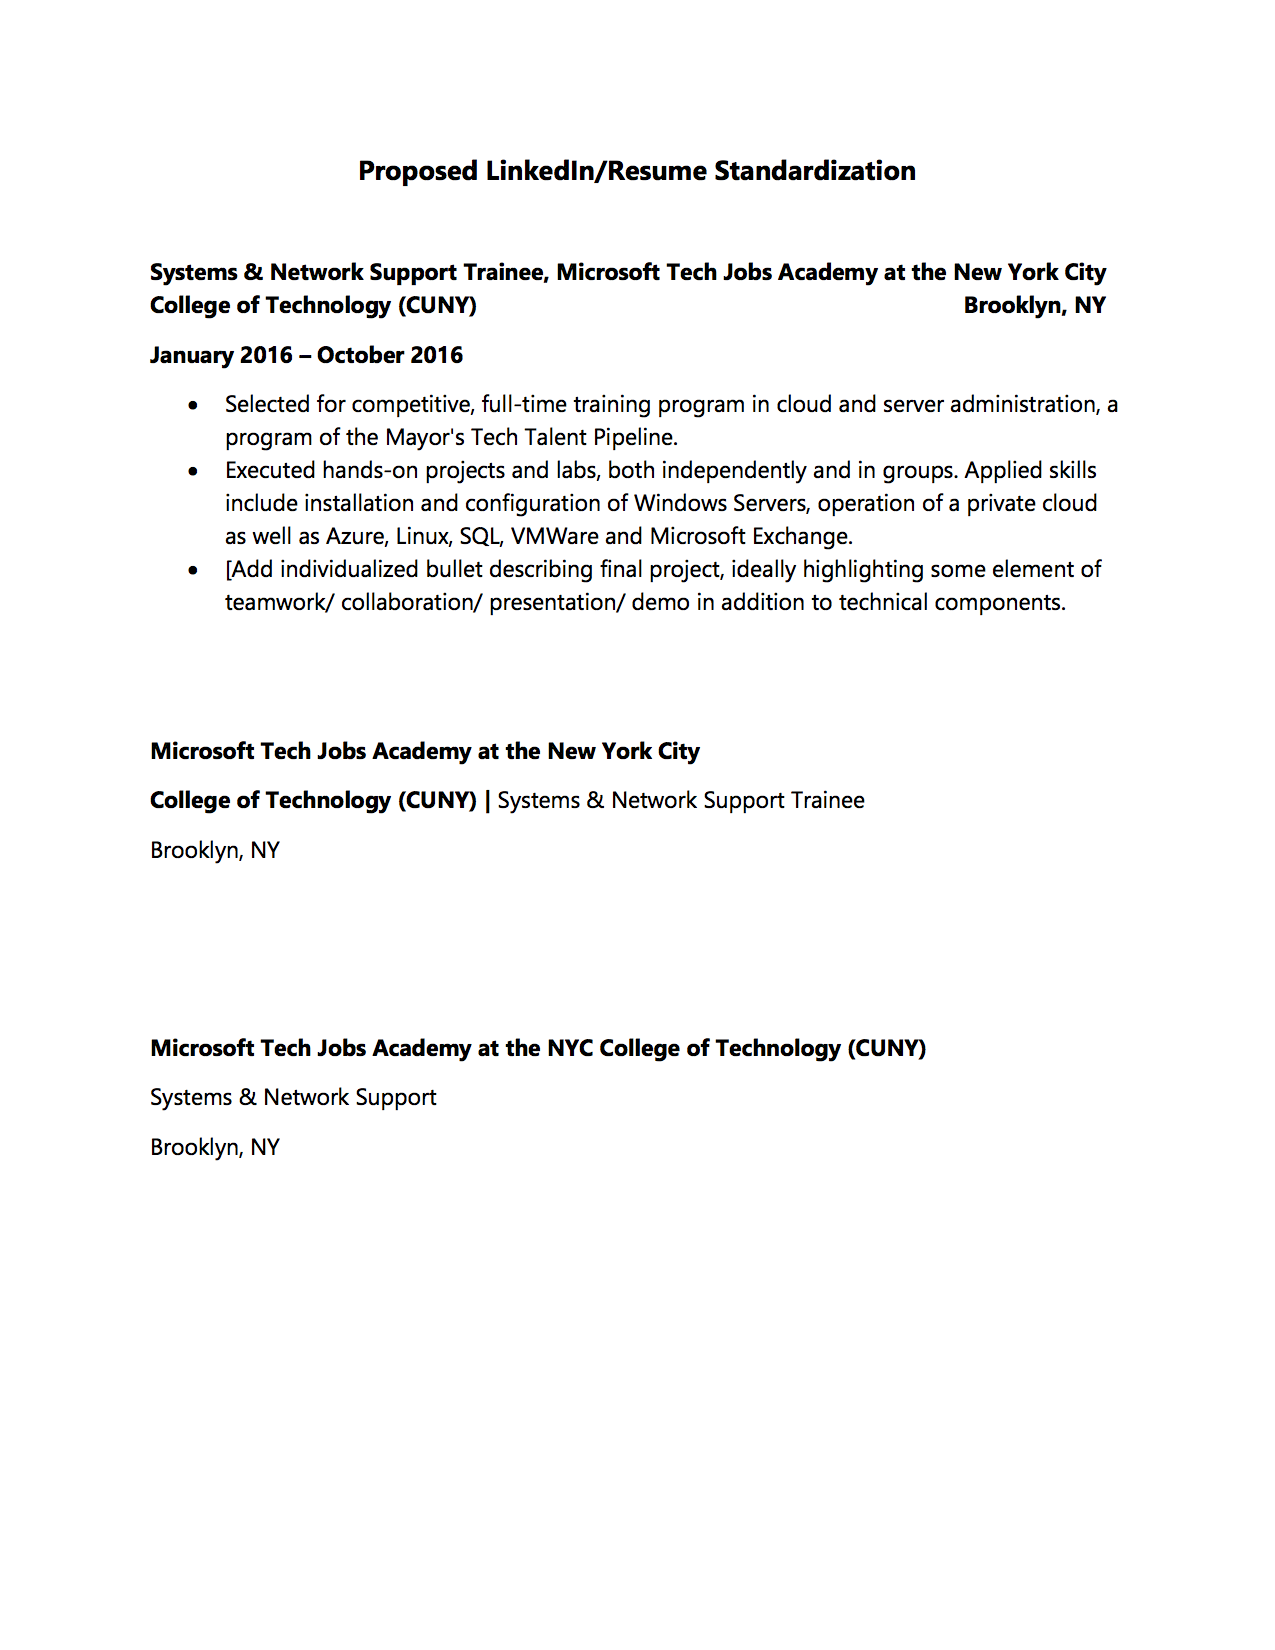 Proposed LinkedIn/Resume Standardization
Systems & Network Support Trainee, Microsoft Tech Jobs Academy at the New York City
College of Technology (CUNY) Brooklyn, NY
January 2016 – October 2016
• Selected for competitive, full-time training program in cloud and server administration, a
program of the Mayor's Tech Talent Pipeline.
• Executed hands-on projects and labs, both independently and in groups. Applied skills
include installation and configuration of Windows Servers, operation of a private cloud
as well as Azure, Linux, SQL, VMWare and Microsoft Exchange.
• [Add individualized bullet describing final project, ideally highlighting some element of
teamwork/ collaboration/ presentation/ demo in addition to technical components.
Microsoft Tech Jobs Academy at the New York City
College of Technology (CUNY) | Systems & Network Support Trainee
Brooklyn, NY
Microsoft Tech Jobs Academy at the NYC College of Technology (CUNY)
Systems & Network Support
Brooklyn, NY